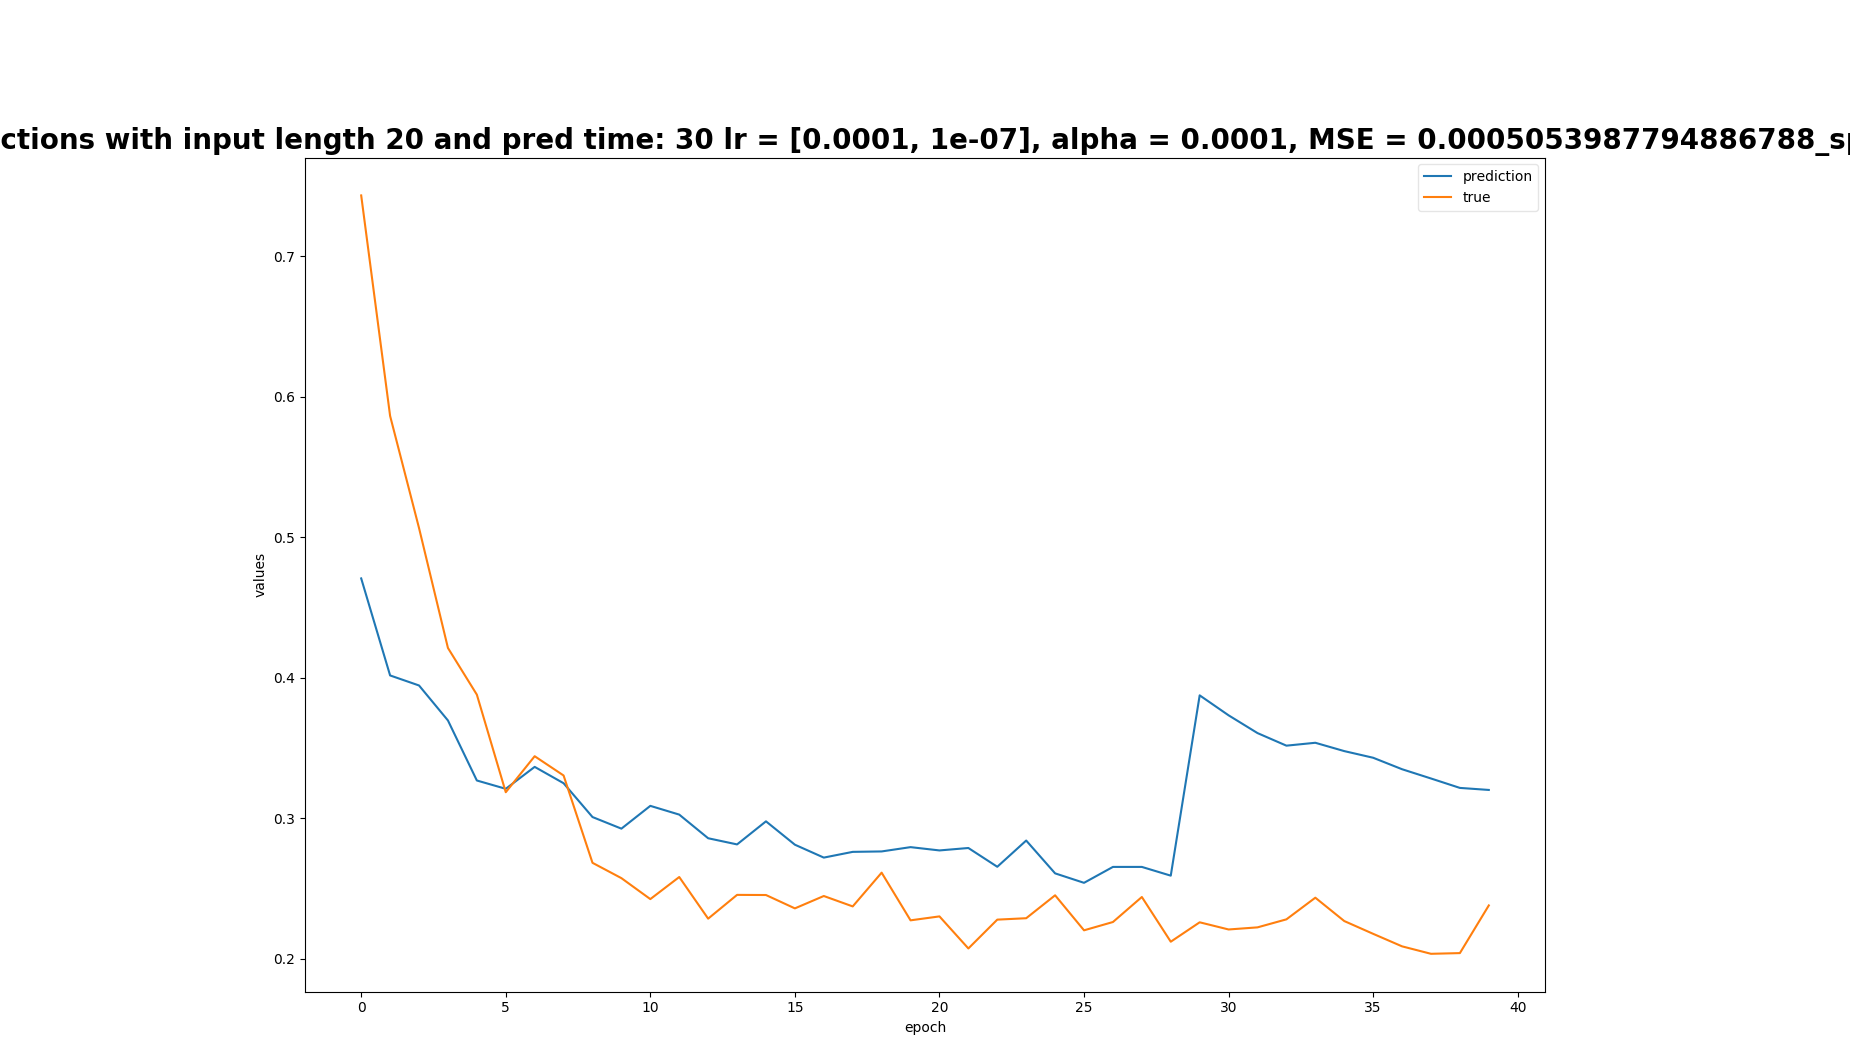 ctions with input length 20 and pred time: 30 lr = [0.0001, 1e-07], alpha = 0.0001, MSE = 0.0005053987794886788_sp
prediction
true
0.7
0.6
0.5
0.4
0.3
0.2
values
0 5 10 15 20 25 30 35 40
epoch